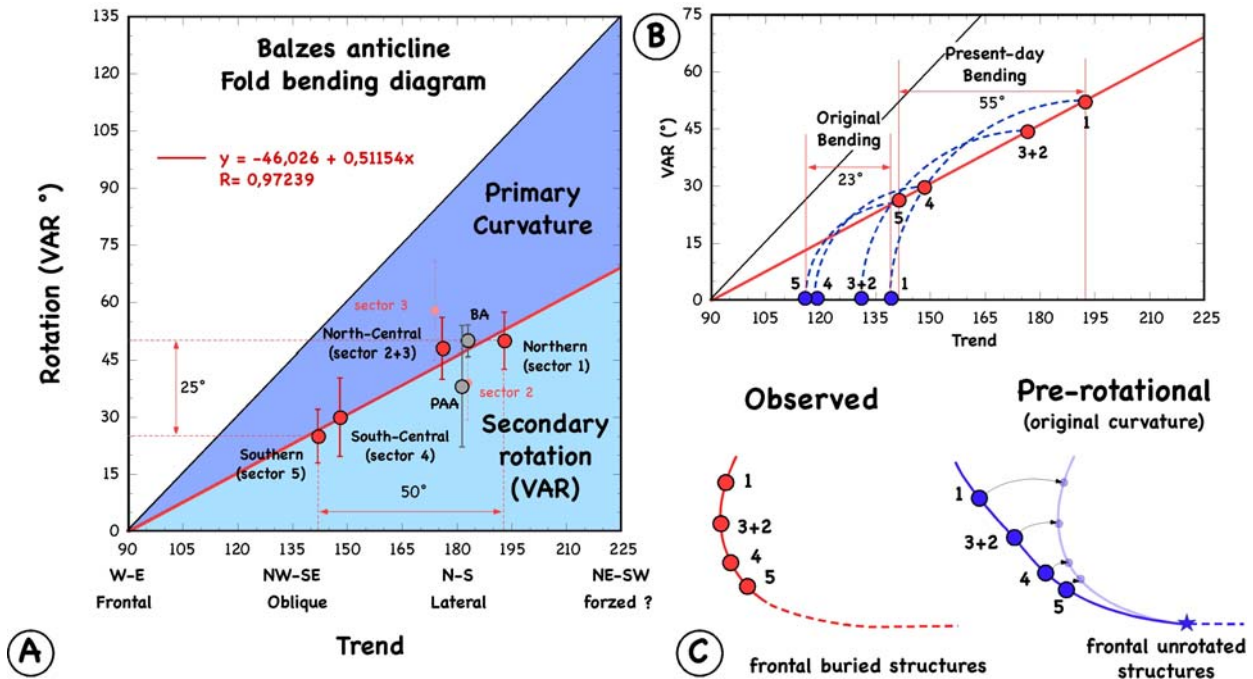 Balzes anticline
Fold bending diagram
y = -46,026 + 0,51154x
R= 0,97239
Primary
Curvature
Secondary
rotation
(VAR)
sector 3
BA
North-Central
(sector 2+3)
Northern
(sector 1)
sector 2
PAA
South-Central
(sector 4)
Southern
(sector 5)
25°
50°
Rotation (VAR °)
135
120
105
90
75
60
45
30
15
0
90 105 120 135 150 165 180 195 210 225
W-E NW-SE N-S NE-SW
Frontal Oblique Lateral forzed ?
Trend
A
B
Present-day
Bending
55°
Original
Bending
23°
1
3+2
4
5
5 4 3+2 1
VAR (°)
75
60
45
30
15
0
90 105 120 135 150 165 180 195 210 225
Trend
Observed
1
3+2
4
5
frontal buried structures
C
Pre-rotational
(original curvature)
1
3+2
4
5
frontal unrotated
structures